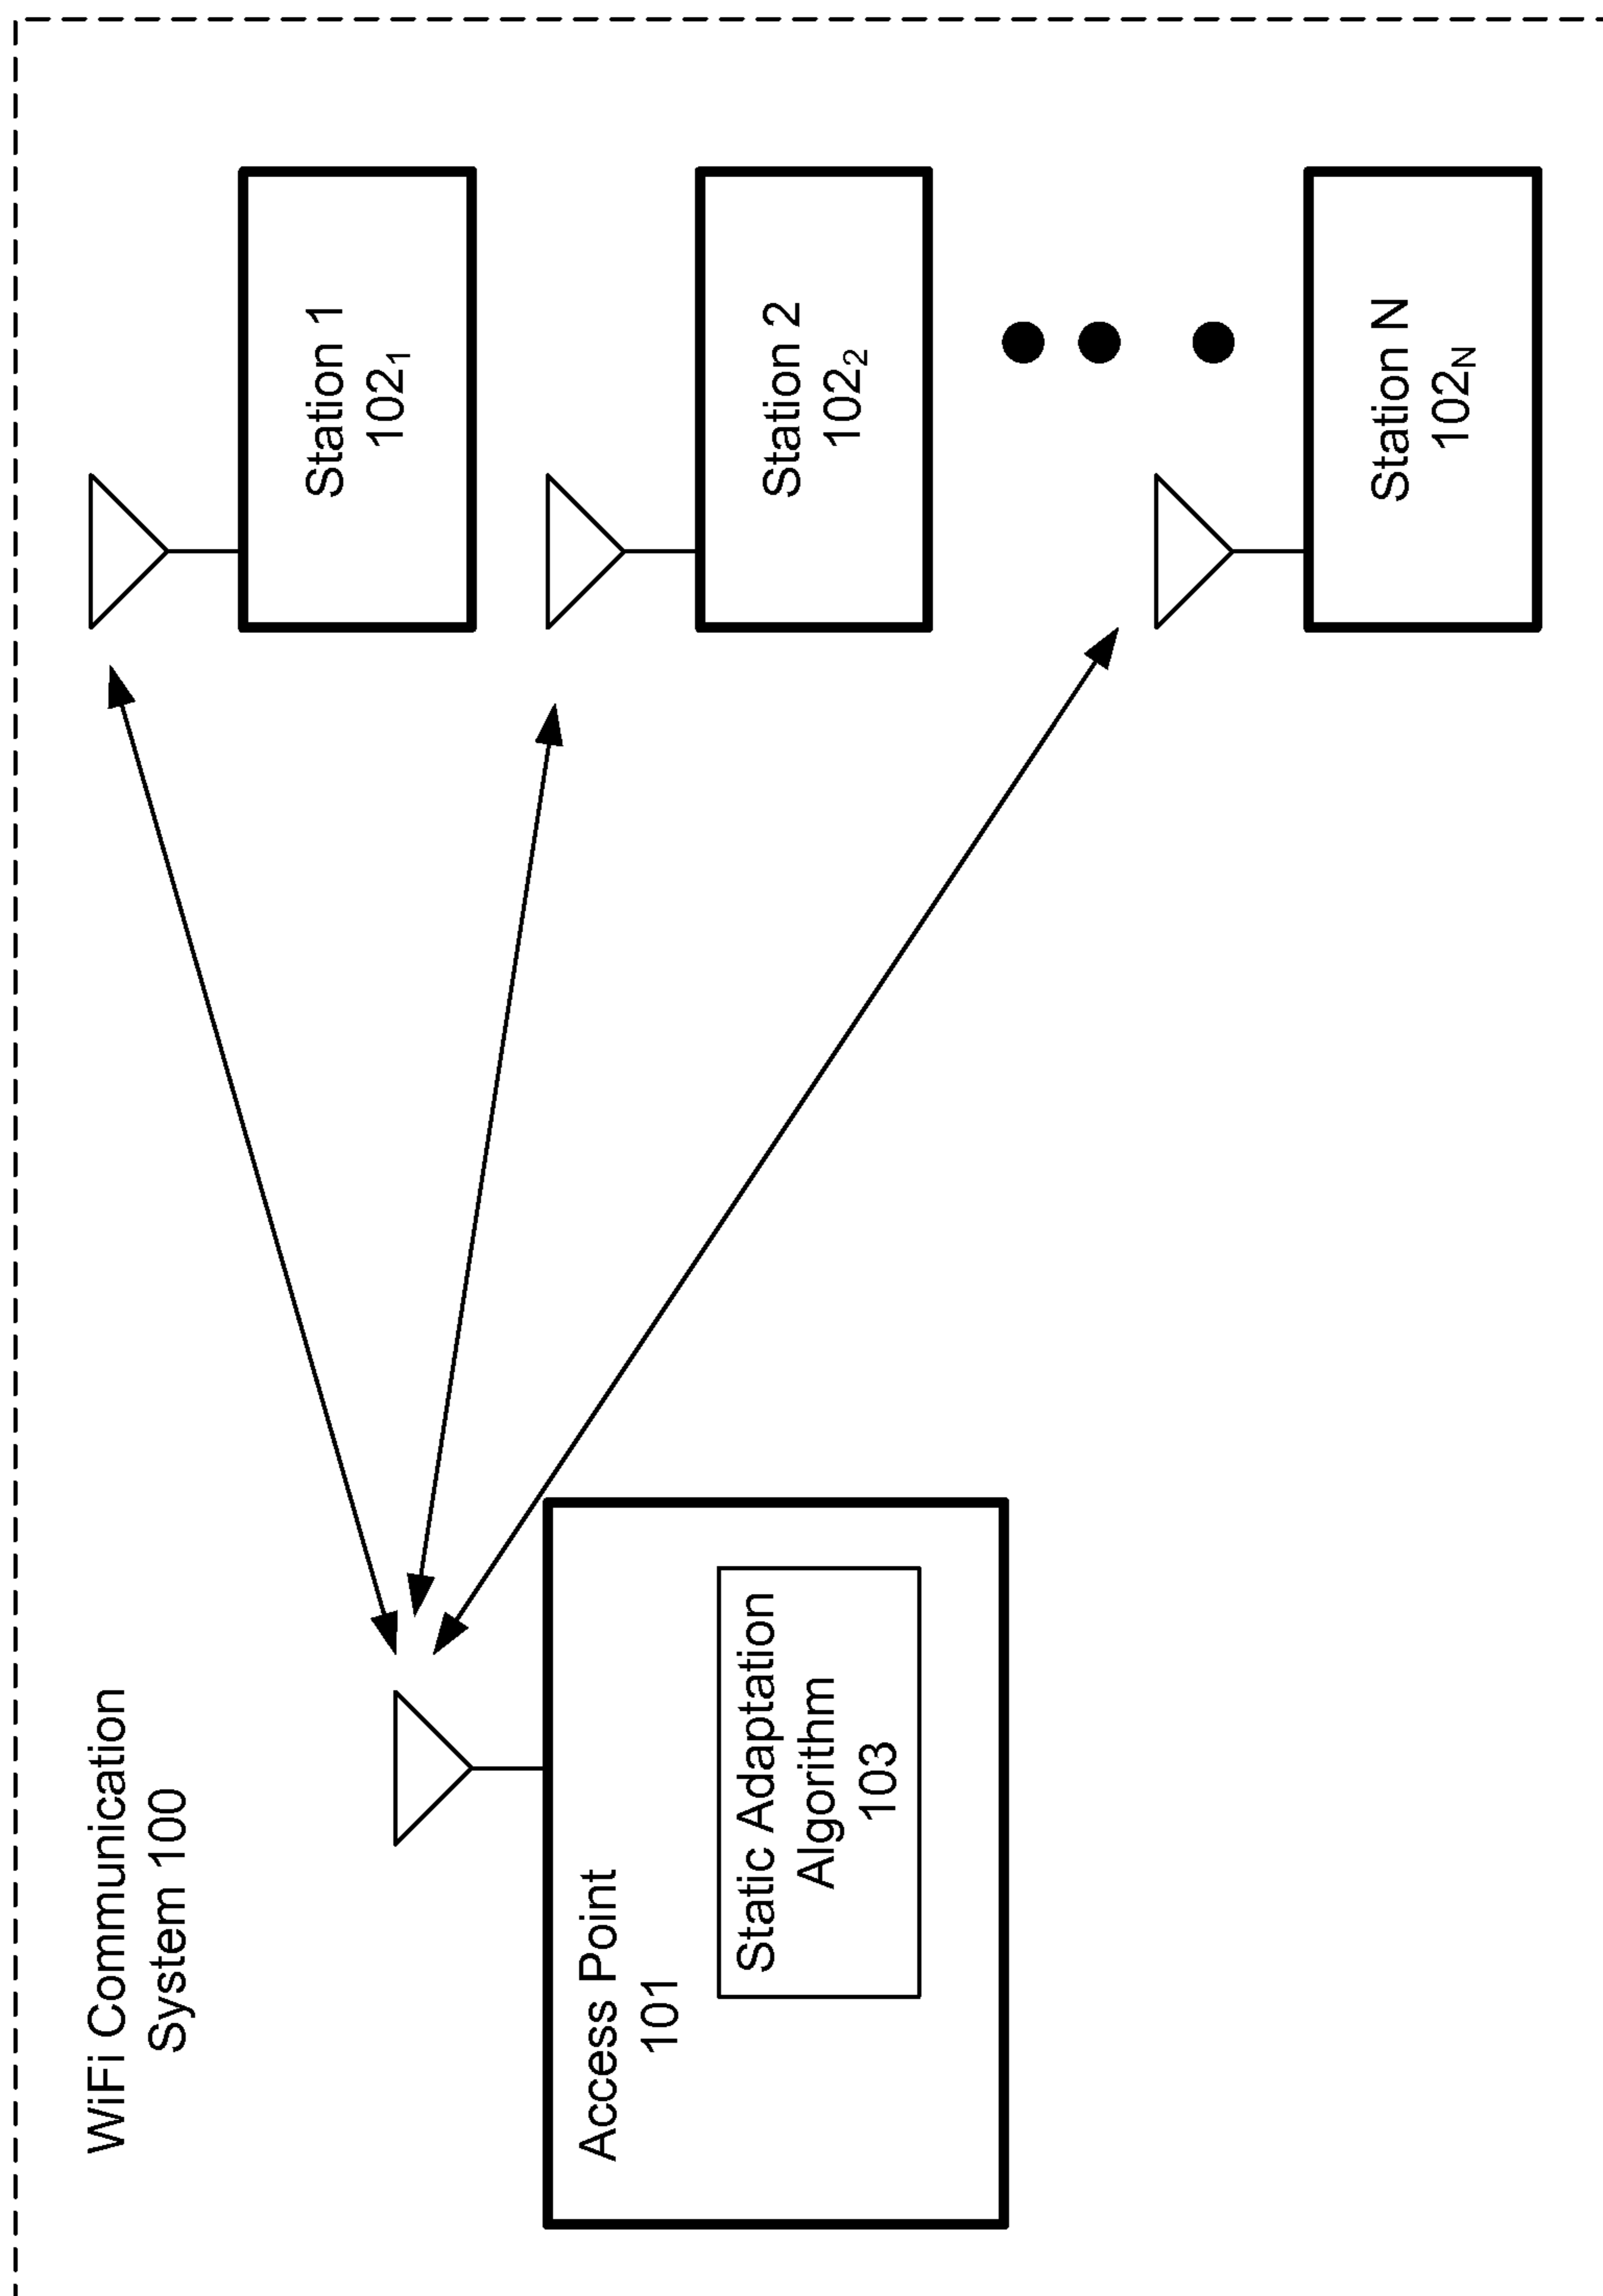 WiFi Communication
System 100
Access Point
101
Static Adaptation
Algorithm
103
Station 1
102₁
Station 2
102₂
Station N
102N